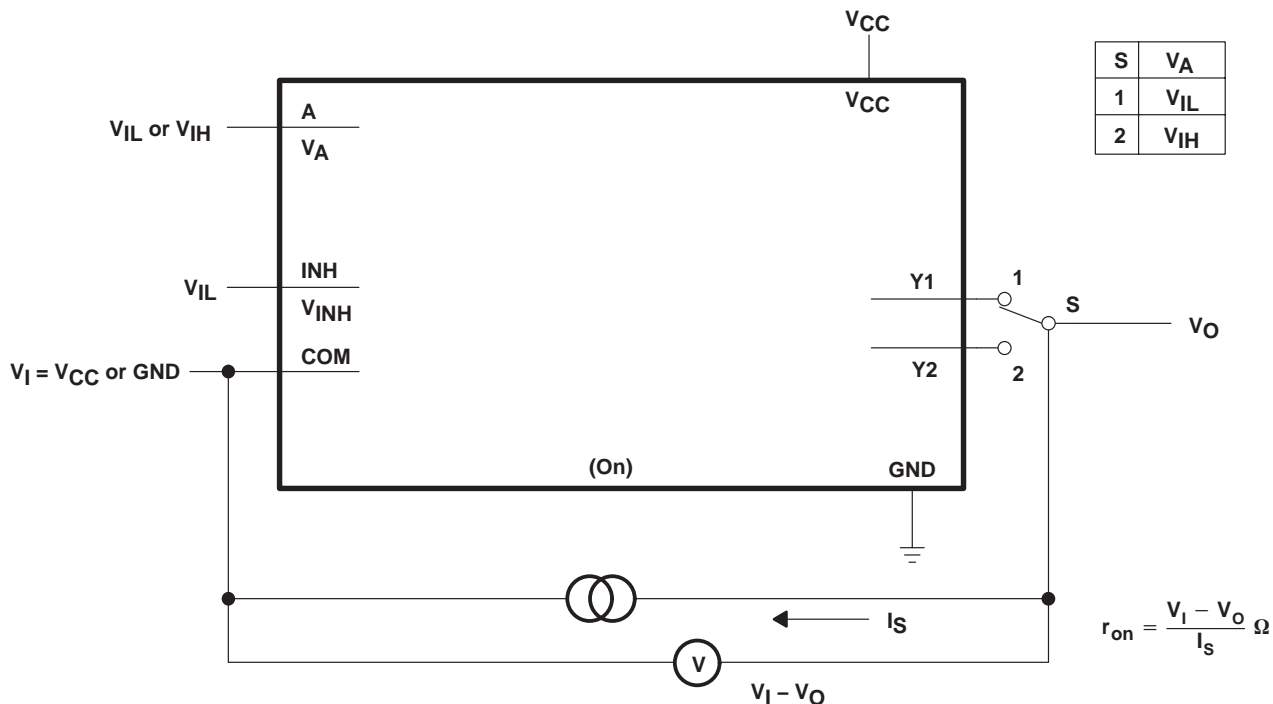 VCC
S VA
1 VIL
2 VIH
VCC
A
VIL or VIH
VA
INH
VIL
VINH
Y1
1
S
VO
COM
VI = VCC or GND
Y2
2
(On)
GND
IS
ron = VI – VO / IS Ω
V
VI – VO